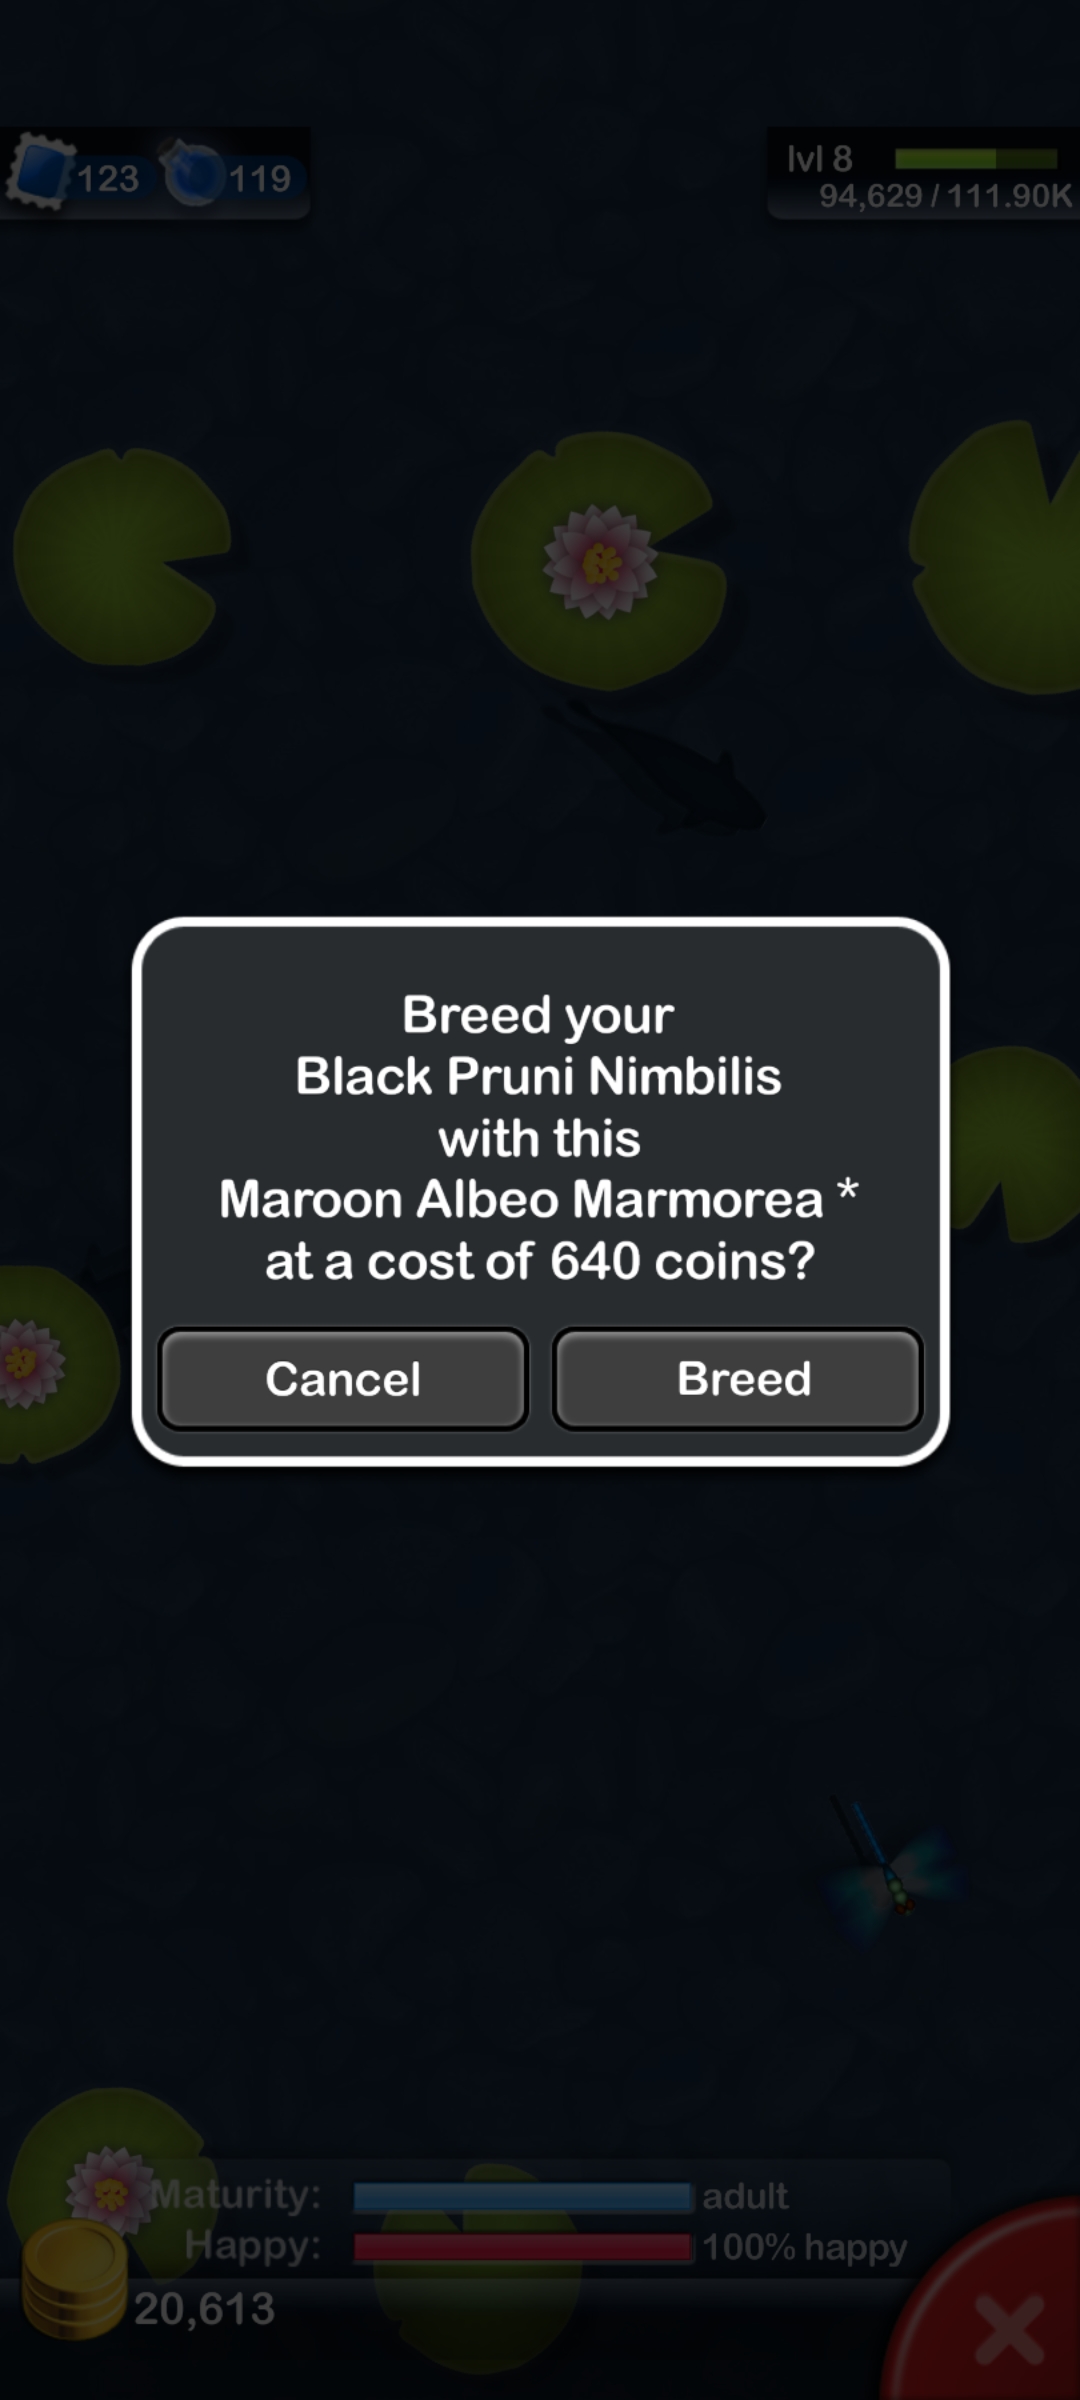 123 119
lvl 8
94,629 / 111.90K
Breed your
Black Pruni Nimbilis
with this
Maroon Albeo Marmorea *
at a cost of 640 coins?
Cancel Breed
Maturity: adult
Happy: 100% happy
20,613